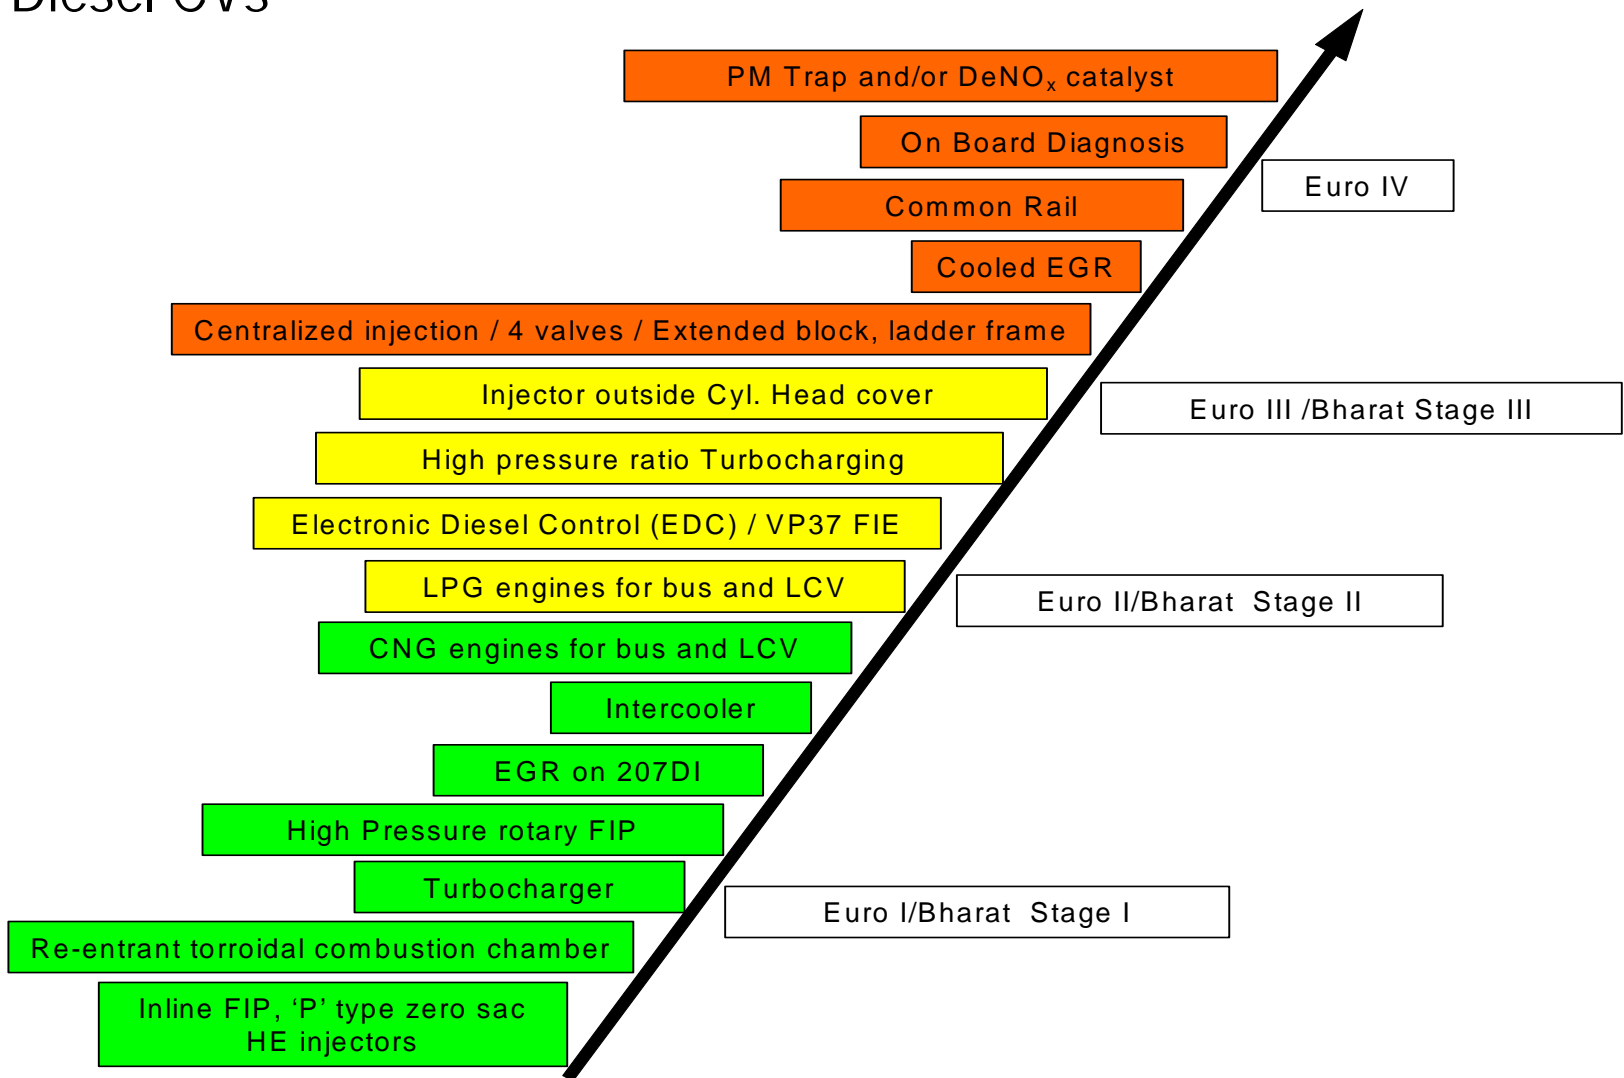 Diesel CVs
PM Trap and/or DeNOx catalyst
On Board Diagnosis
Euro IV
Common Rail
Cooled EGR
Centralized injection / 4 valves / Extended block, ladder frame
Injector outside Cyl. Head cover
Euro III /Bharat Stage III
High pressure ratio Turbocharging
Electronic Diesel Control (EDC) / VP37 FIE
LPG engines for bus and LCV
Euro II/Bharat Stage II
CNG engines for bus and LCV
Intercooler
EGR on 207DI
High Pressure rotary FIP
Turbocharger
Euro I/Bharat Stage I
Re-entrant torroidal combustion chamber
Inline FIP, ‘P’ type zero sac
HE injectors